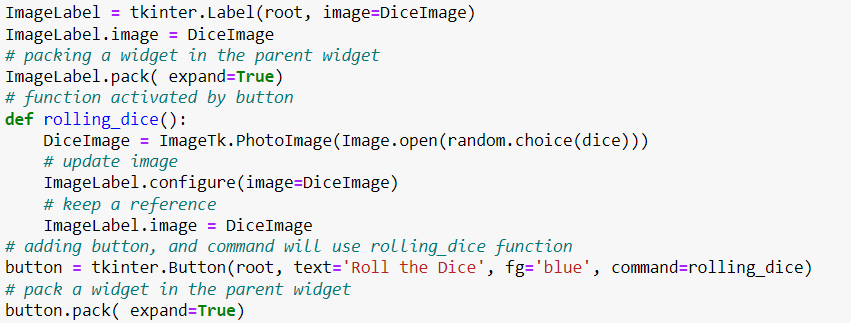 ImageLabel = tkinter.Label(root, image=DiceImage)
ImageLabel.image = DiceImage
# packing a widget in the parent widget
ImageLabel.pack( expand=True)
# function activated by button
def rolling_dice():
    DiceImage = ImageTk.PhotoImage(Image.open(random.choice(dice)))
    # update image
    ImageLabel.configure(image=DiceImage)
    # keep a reference
    ImageLabel.image = DiceImage
# adding button, and command will use rolling_dice function
button = tkinter.Button(root, text='Roll the Dice', fg='blue', command=rolling_dice)
# pack a widget in the parent widget
button.pack( expand=True)